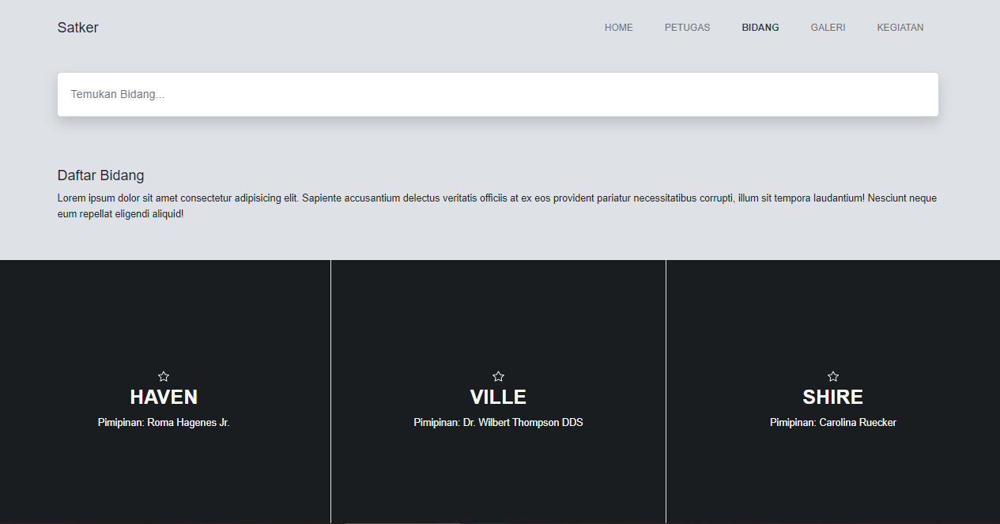 Satker
HOME PETUGAS BIDANG GALERI KEGIATAN
Temukan Bidang...
Daftar Bidang
Lorem ipsum dolor sit amet consectetur adipisicing elit. Sapiente accusantium delectus veritatis officiis at ex eos provident pariatur necessitatibus corrupti, illum sit tempora laudantium! Nesciunt neque
eum repellat eligendi aliquid!
HAVEN
Pimipinan: Roma Hagenes Jr.
VILLE
Pimipinan: Dr. Wilbert Thompson DDS
SHIRE
Pimipinan: Carolina Ruecker